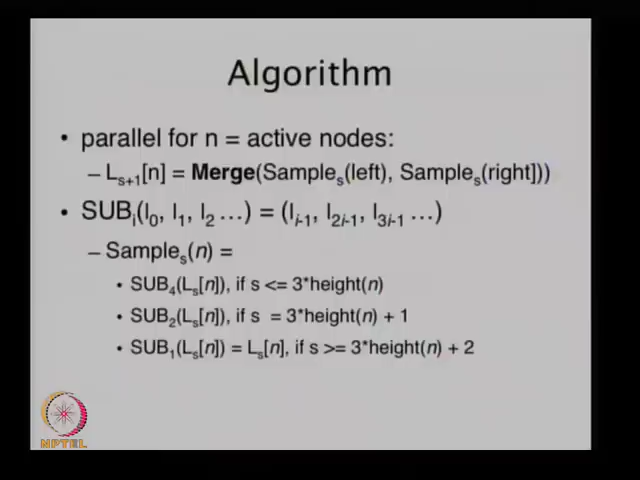 Algorithm
• parallel for n = active nodes:
– Lₛ₊₁[n] = Merge(Sampleₛ(left), Sampleₛ(right]))
• SUBᵢ(l₀, l₁, l₂ …) = (lᵢ₋₁, l₂ᵢ₋₁, l₃ᵢ₋₁ …)
– Sampleₛ(n) =
• SUB₄(Lₛ[n]), if s <= 3*height(n)
• SUB₂(Lₛ[n]), if s = 3*height(n) + 1
• SUB₁(Lₛ[n]) = Lₛ[n], if s >= 3*height(n) + 2
NPTEL